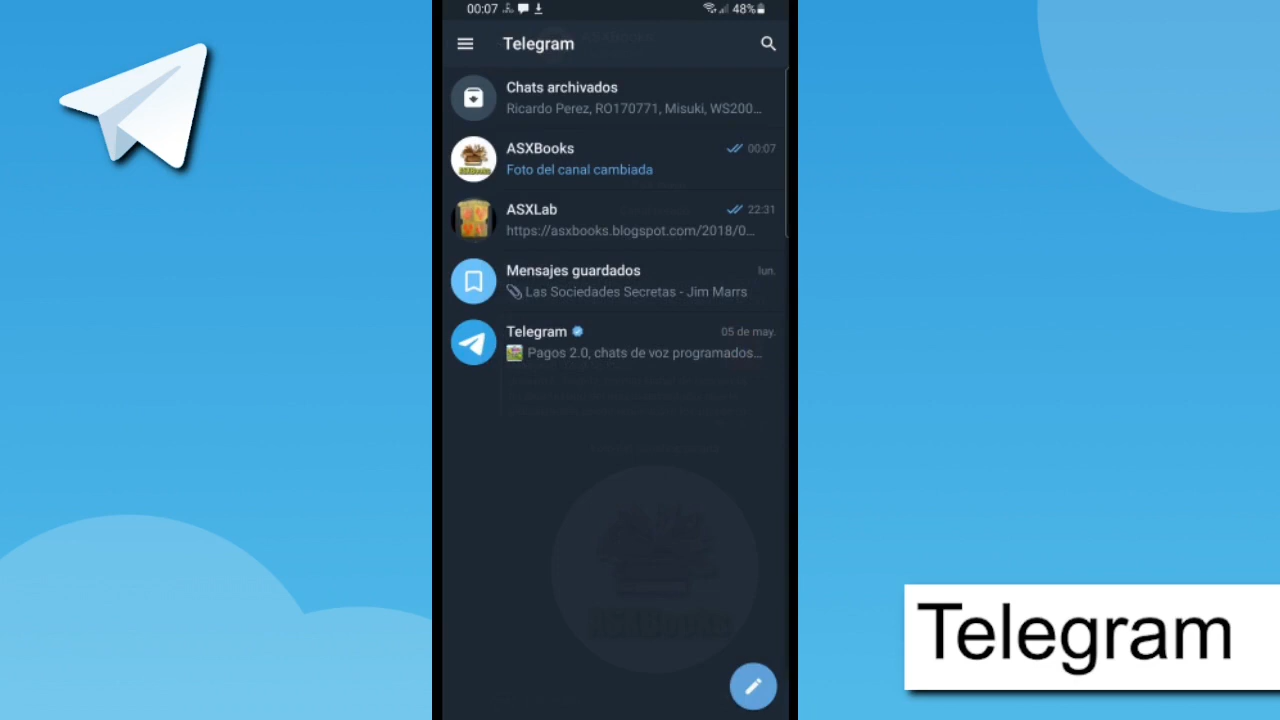 00:07
48%
Telegram
Chats archivados
Ricardo Perez, RO170771, Misuki, WS200...
ASXBooks
00:07
Foto del canal cambiada
ASXLab
22:31
https://asxbooks.blogspot.com/2018/0...
Mensajes guardados
lun.
Las Sociedades Secretas - Jim Marrs
Telegram
05 de may.
Pagos 2.0, chats de voz programados...
ASXBooks
Telegram